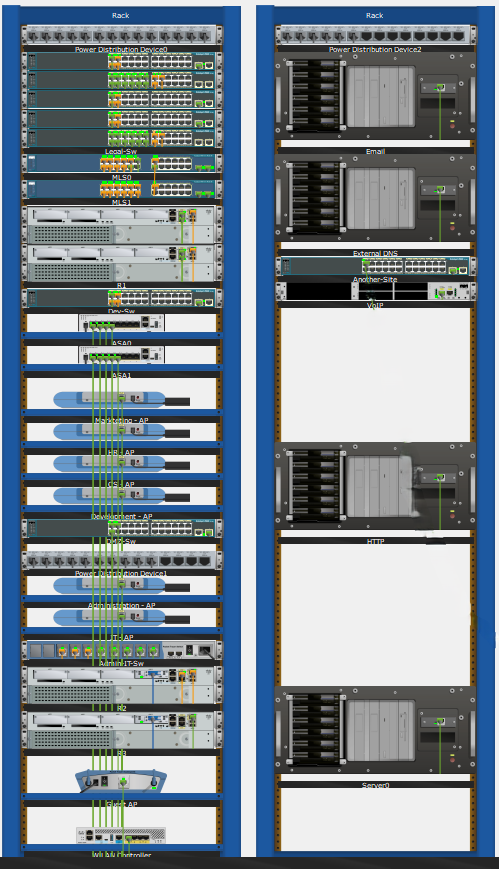 Rack
Power Distribution Device0
Legal-Sw
MLS0
MLS1
R1
Dev-Sw
ASA0
ASA1
Marketing - AP
HR - AP
CS - AP
Development - AP
DMZ-Sw
Power Distribution Device1
Administration - AP
IT - AP
Admin-IT-Sw
R2
R3
Guest AP
WLAN Controller
Rack
Power Distribution Device2
Email
External DNS
Another-Site
VoIP
HTTP
Server0